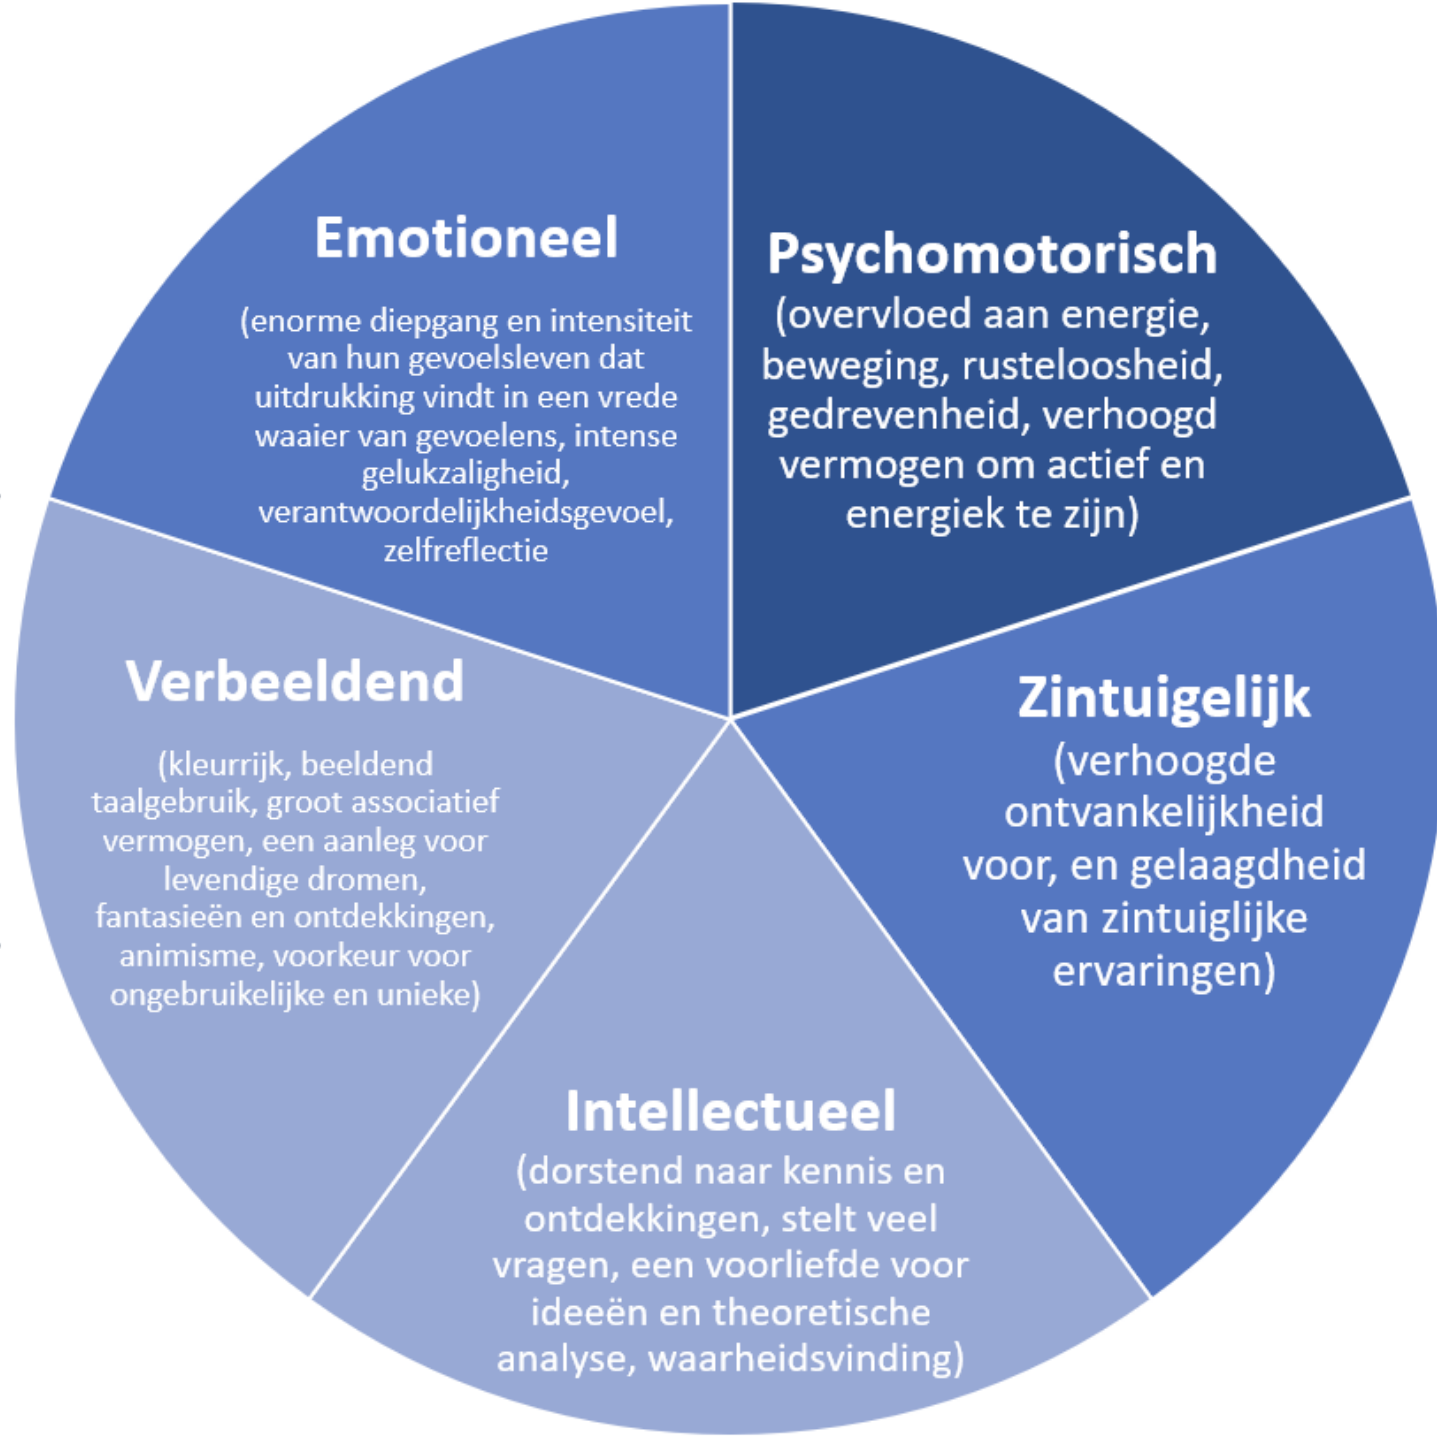 Emotioneel
(enorme diepgang en intensiteit
van hun gevoelsleven dat
uitdrukking vindt in een vrede
waaier van gevoelens, intense
gelukzaligheid,
verantwoordelijkheidsgevoel,
zelfreflectie
Psychomotorisch
(overvloed aan energie,
beweging, rusteloosheid,
gedrevenheid, verhoogd
vermogen om actief en
energiek te zijn)
Verbeeldend
(kleurrijk, beeldend
taalgebruik, groot associatief
vermogen, een aanleg voor
levendige dromen,
fantasieën en ontdekkingen,
animisme, voorkeur voor
ongebruikelijke en unieke)
Zintuigelijk
(verhoogde
ontvankelijkheid
voor, en gelaagdheid
van zintuiglijke
ervaringen)
Intellectueel
(dorstend naar kennis en
ontdekkingen, stelt veel
vragen, een voorliefde voor
ideeën en theoretische
analyse, waarheidsvinding)